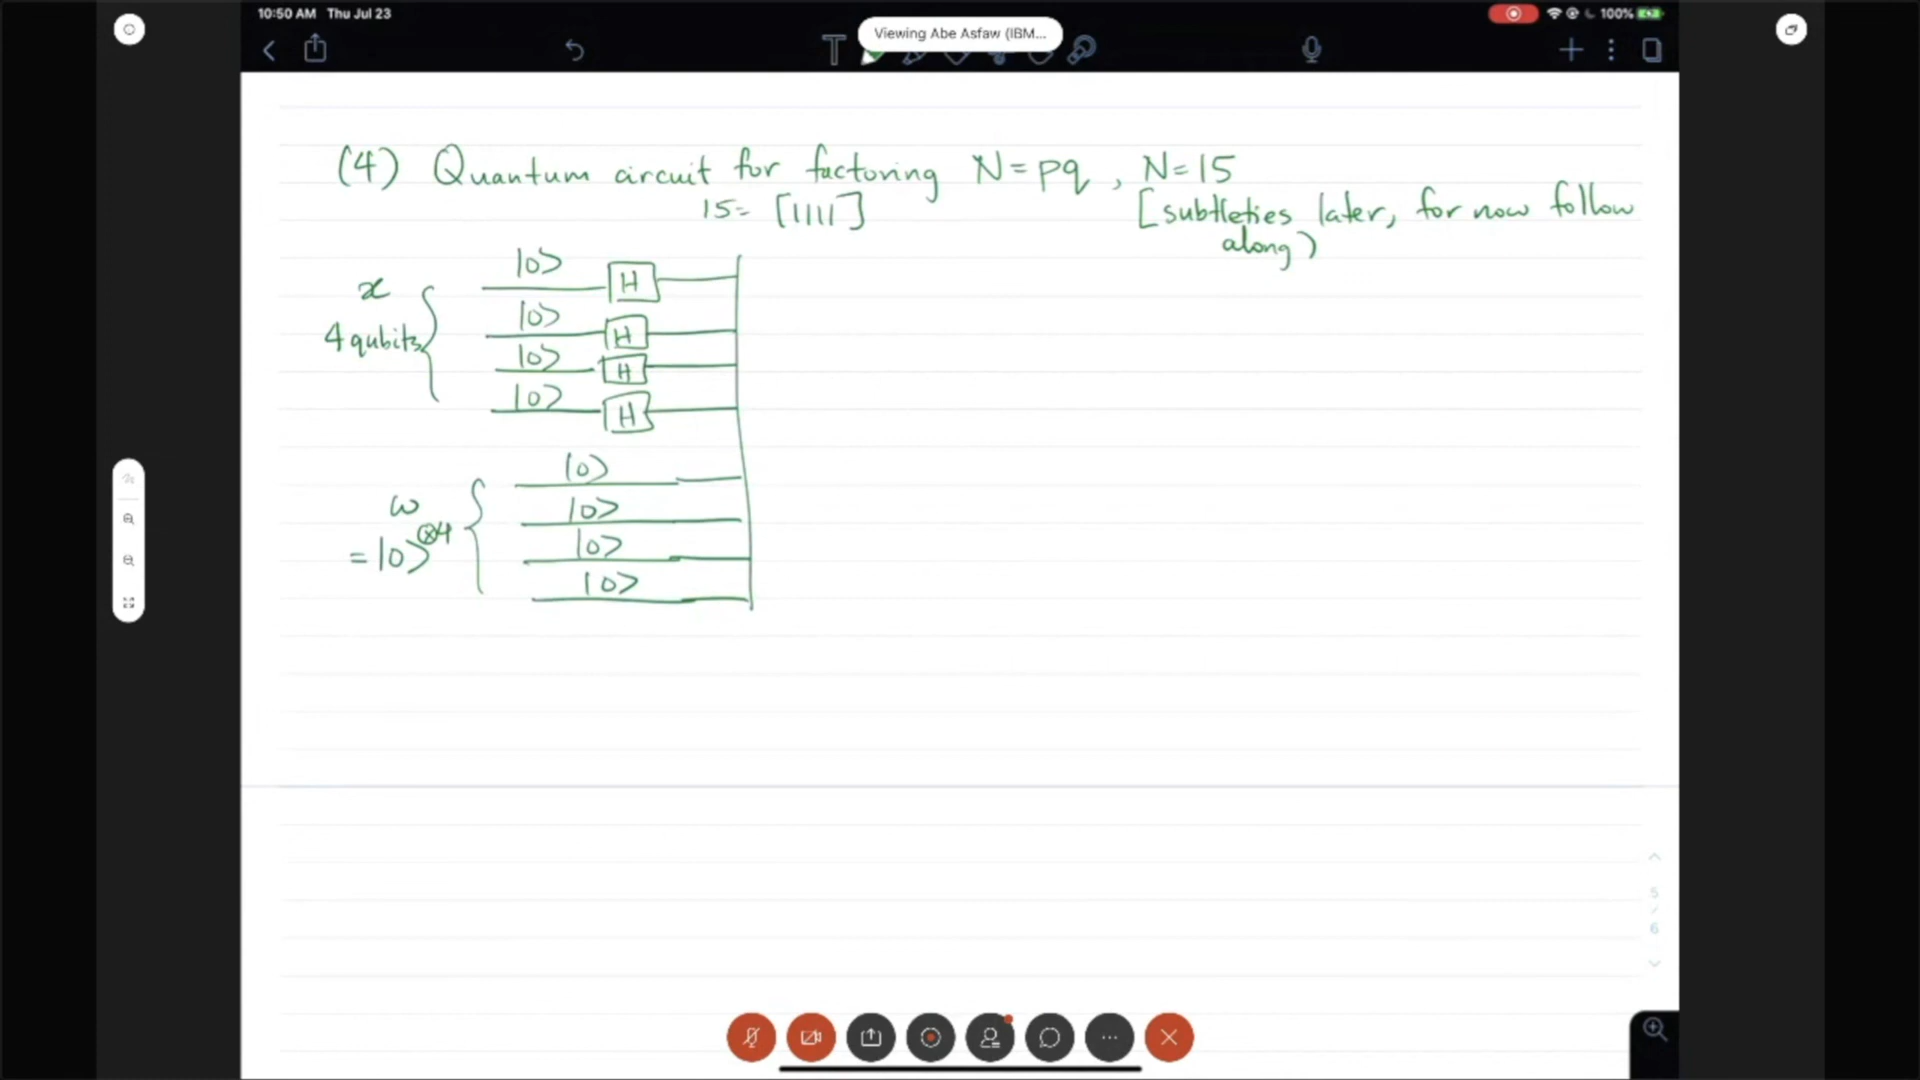 10:50 AM Thu Jul 23
100%
Viewing Abe Asfaw (IBM...
T
(4) Quantum circuit for factoring N=pq, N=15
15= [1111]
[subtleties later, for now follow
along)
x
4 qubits
|0> H
|0> H
|0> H
|0> H
ω
= |0>⊗4
|0>
|0>
|0>
|0>
5
6